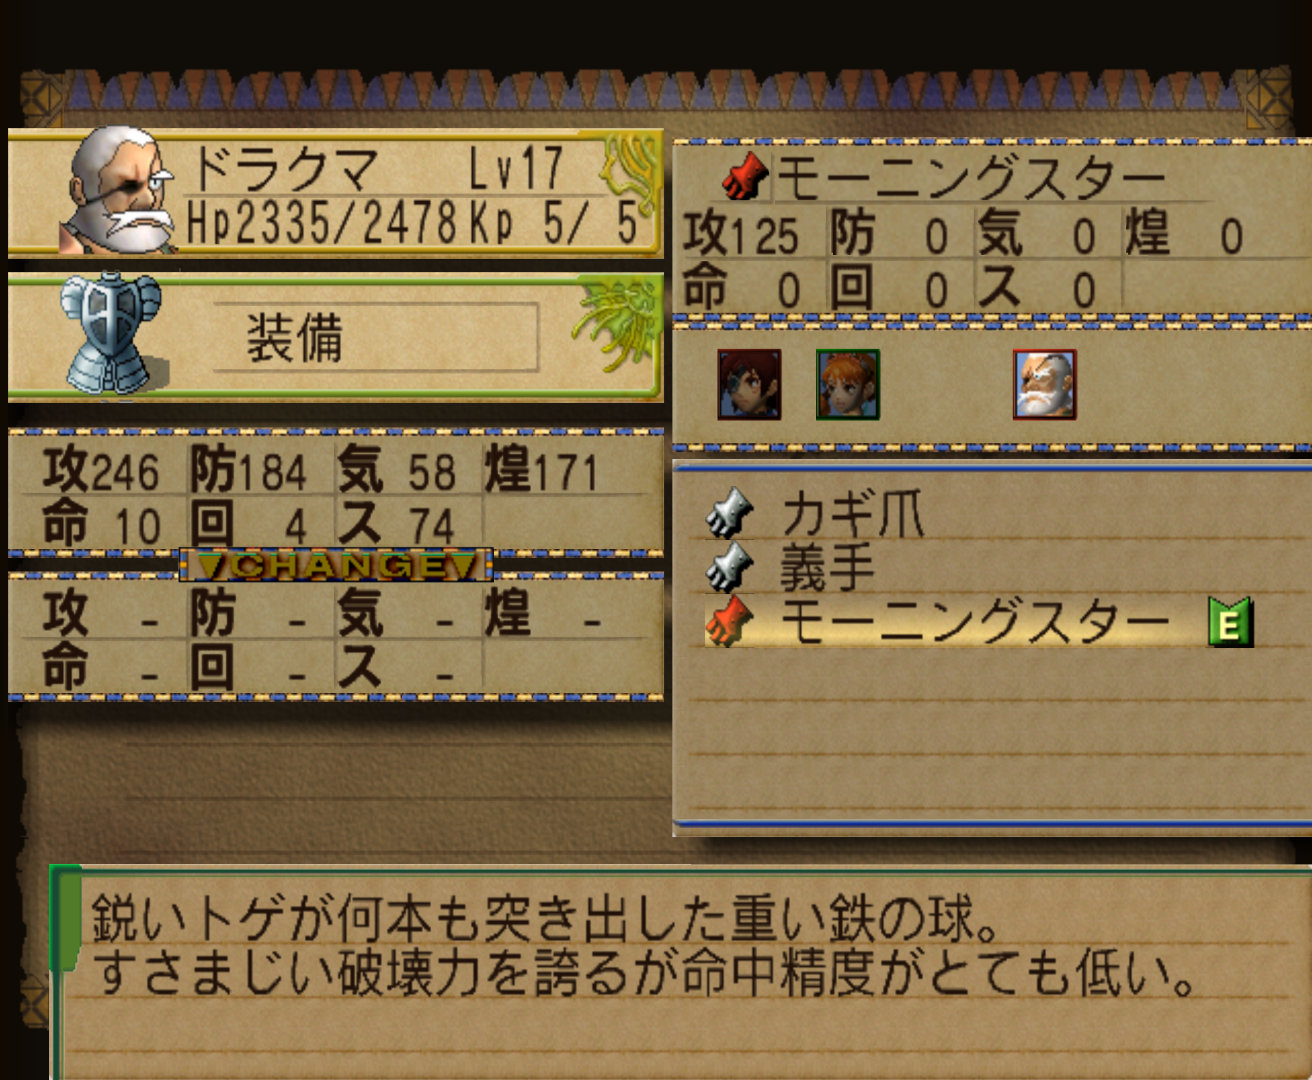 ドラクマ Lv17
Hp2335/2478 Kp 5/ 5
装備
攻246 防184 気 58 煌171
命 10 回 4 ス 74
▼CHANGE▼
攻 - 防 - 気 - 煌 -
命 - 回 - ス -
モーニングスター
攻125 防 0 気 0 煌 0
命 0 回 0 ス 0
カギ爪
義手
モーニングスター E
鋭いトゲが何本も突き出した重い鉄の球。
すさまじい破壊力を誇るが命中精度がとても低い。